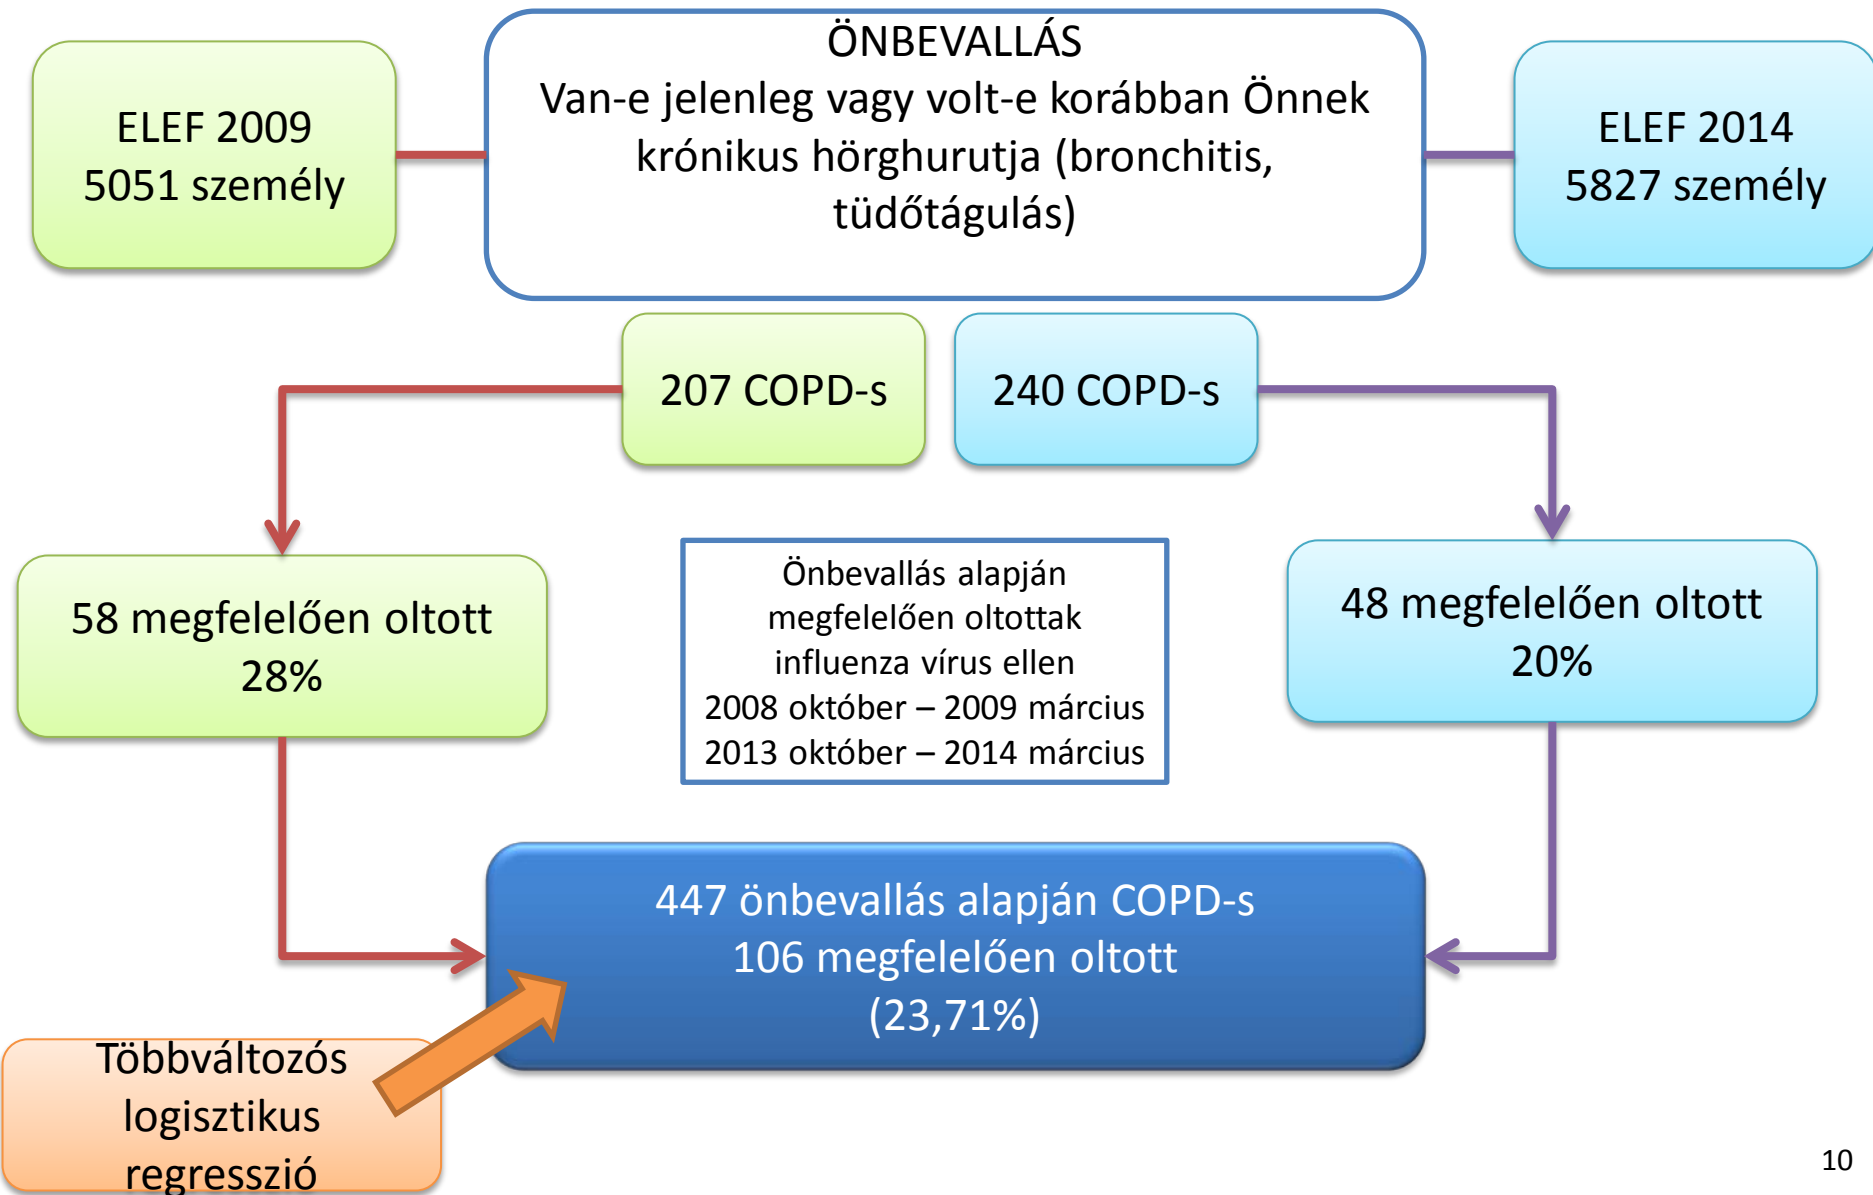 ELEF 2009
5051 személy
ÖNBEVALLÁS
Van-e jelenleg vagy volt-e korábban Önnek
krónikus hörghurutja (bronchitis,
tüdőtágulás)
ELEF 2014
5827 személy
207 COPD-s
240 COPD-s
58 megfelelően oltott
28%
Önbevallás alapján
megfelelően oltottak
influenza vírus ellen
2008 október – 2009 március
2013 október – 2014 március
48 megfelelően oltott
20%
447 önbevallás alapján COPD-s
106 megfelelően oltott
(23,71%)
Többváltozós
logisztikus
regresszió
10